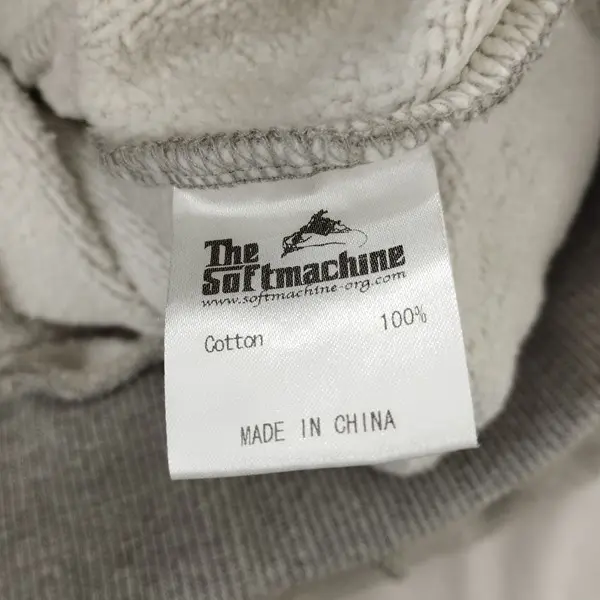 The
Softmachine
www.softmachine-org.com
Cotton 100%
MADE IN CHINA